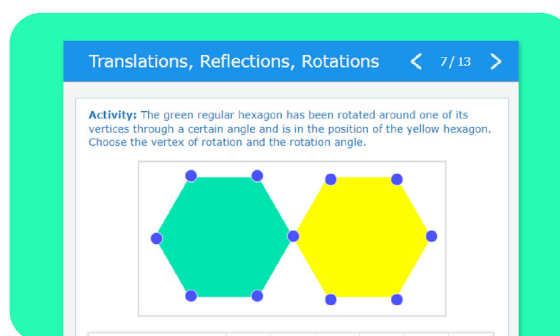 Translations, Reflections, Rotations < 7/13 >
Activity: The green regular hexagon has been rotated around one of its
vertices through a certain angle and is in the position of the yellow hexagon.
Choose the vertex of rotation and the rotation angle.